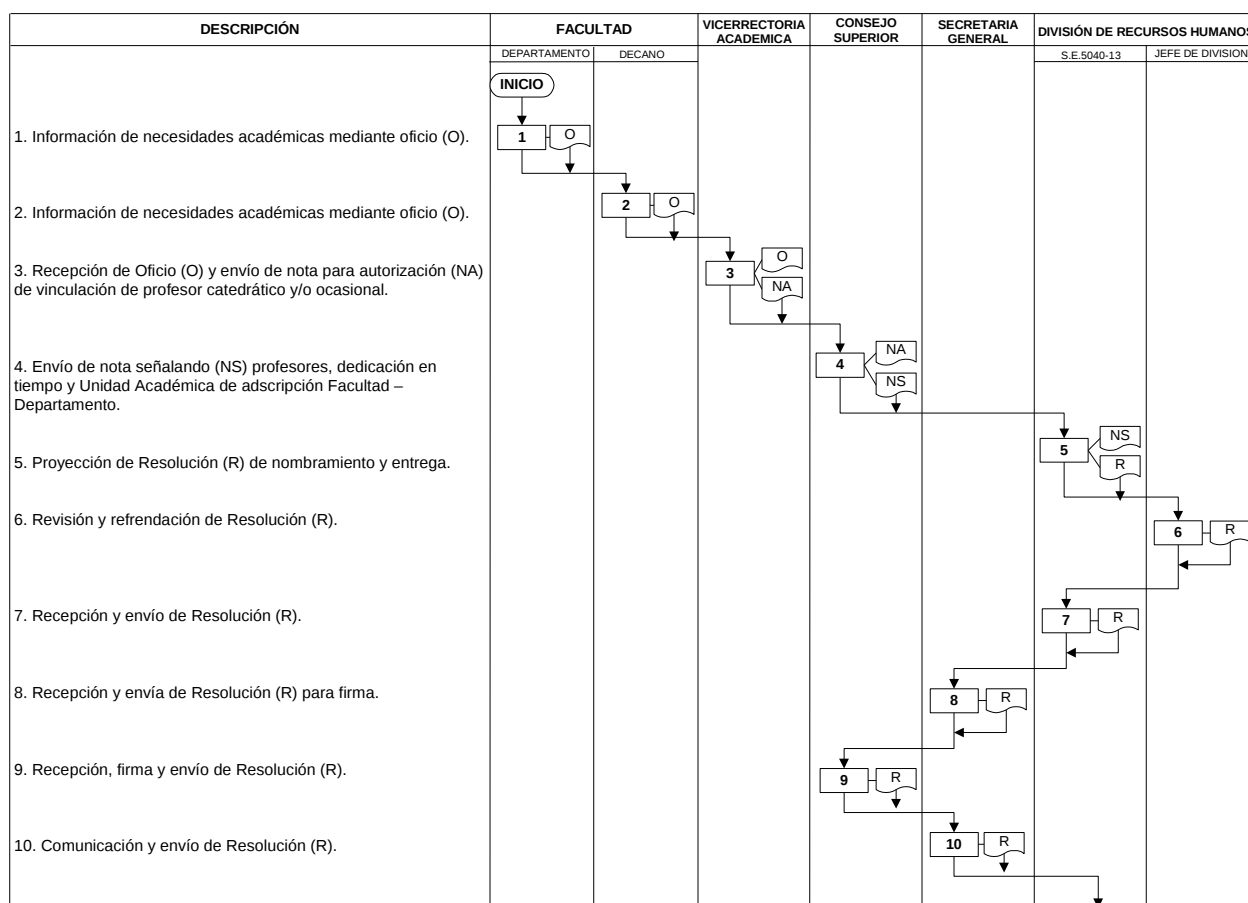 DESCRIPCIÓN
FACULTAD
VICERRECTORIA
ACADEMICA
CONSEJO
SUPERIOR
SECRETARIA
GENERAL
DIVISIÓN DE RECURSOS HUMANOS
DEPARTAMENTO
DECANO
S.E.5040-13
JEFE DE DIVISION
INICIO
1. Información de necesidades académicas mediante oficio (O).
1
O
2. Información de necesidades académicas mediante oficio (O).
2
O
3. Recepción de Oficio (O) y envío de nota para autorización (NA)
de vinculación de profesor catedrático y/o ocasional.
3
O
NA
4. Envío de nota señalando (NS) profesores, dedicación en
tiempo y Unidad Académica de adscripción Facultad –
Departamento.
4
NA
NS
5. Proyección de Resolución (R) de nombramiento y entrega.
5
NS
R
6. Revisión y refrendación de Resolución (R).
6
R
7. Recepción y envío de Resolución (R).
7
R
8. Recepción y envía de Resolución (R) para firma.
8
R
9. Recepción, firma y envío de Resolución (R).
9
R
10. Comunicación y envío de Resolución (R).
10
R